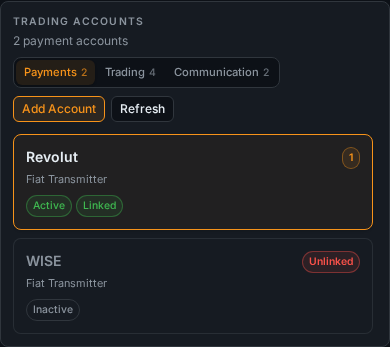 TRADING ACCOUNTS
2 payment accounts
Payments 2 Trading 4 Communication 2
Add Account Refresh
Revolut 1
Fiat Transmitter
Active Linked
WISE Unlinked
Fiat Transmitter
Inactive